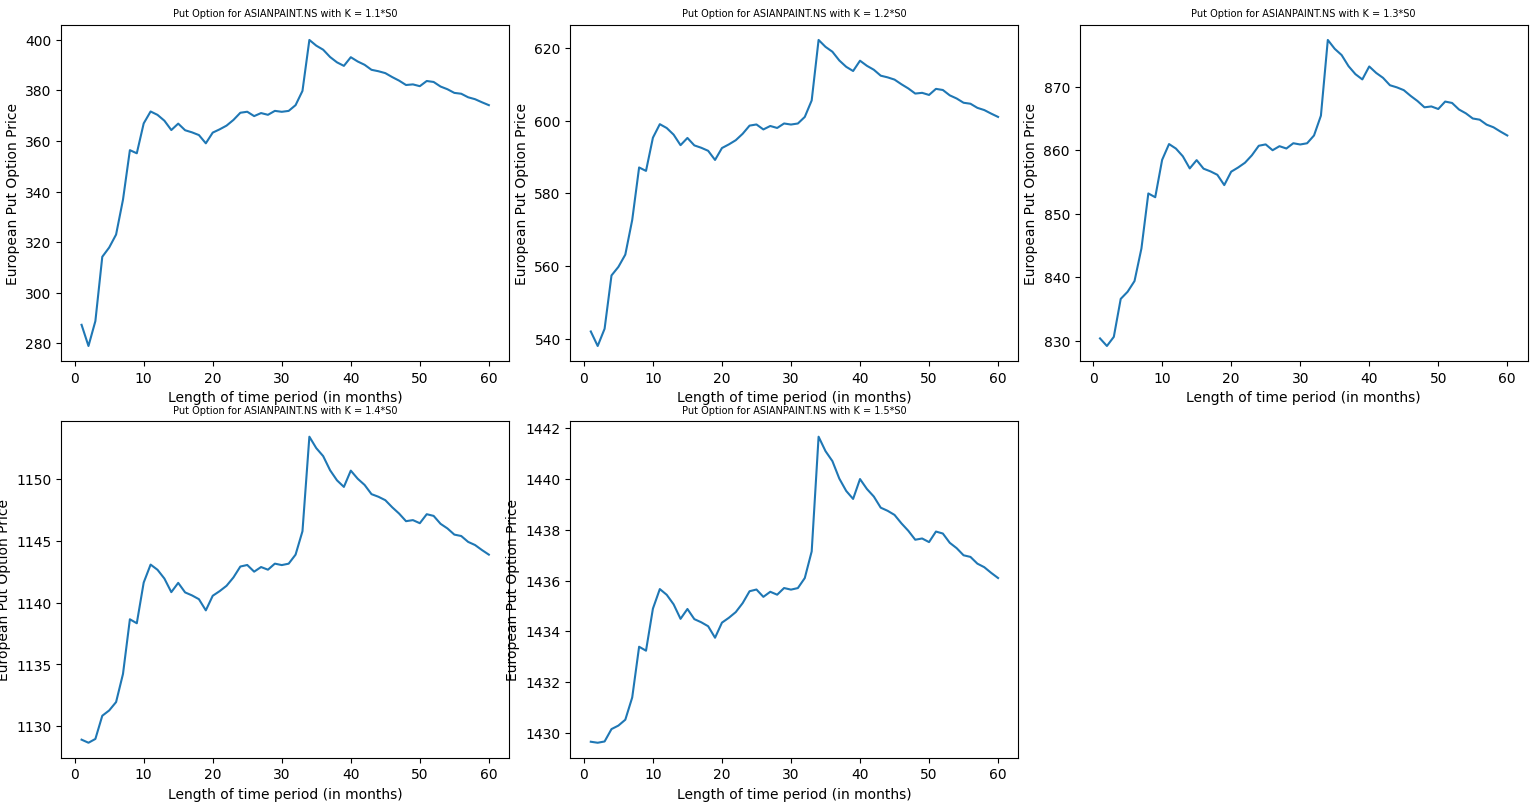 Put Option for ASIANPAINT.NS with K = 1.1*S0
European Put Option Price
400
380
360
340
320
300
280
0 10 20 30 40 50 60
Length of time period (in months)
Put Option for ASIANPAINT.NS with K = 1.2*S0
European Put Option Price
620
600
580
560
540
0 10 20 30 40 50 60
Length of time period (in months)
Put Option for ASIANPAINT.NS with K = 1.3*S0
European Put Option Price
870
860
850
840
830
0 10 20 30 40 50 60
Length of time period (in months)
Put Option for ASIANPAINT.NS with K = 1.4*S0
European Put Option Price
1150
1145
1140
1135
1130
0 10 20 30 40 50 60
Length of time period (in months)
Put Option for ASIANPAINT.NS with K = 1.5*S0
European Put Option Price
1442
1440
1438
1436
1434
1432
1430
0 10 20 30 40 50 60
Length of time period (in months)